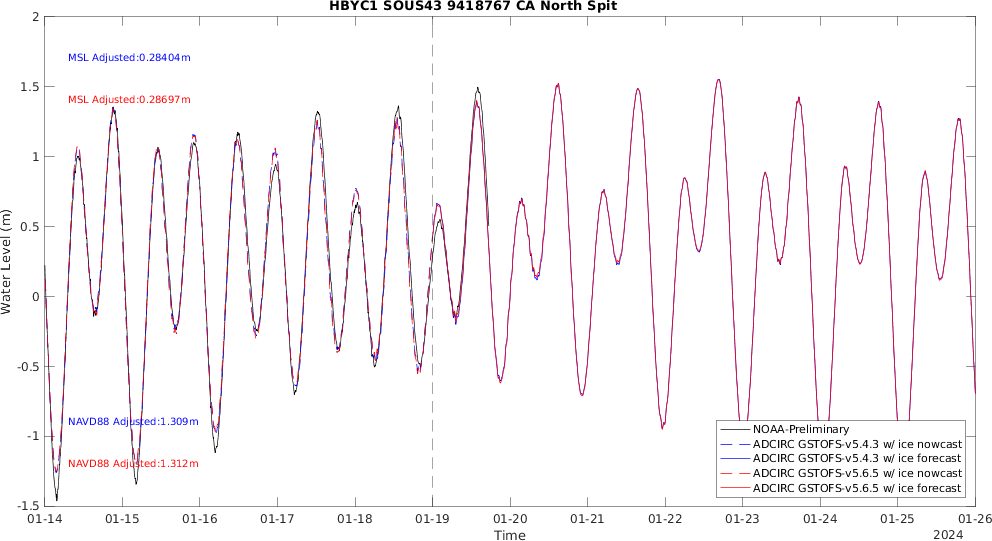 HBYC1 SOUS43 9418767 CA North Spit
2
1.5
1
0.5
0
-0.5
-1
-1.5
Water Level (m)
MSL Adjusted:0.28404m
MSL Adjusted:0.28697m
NAVD88 Adjusted:1.309m
NAVD88 Adjusted:1.312m
NOAA-Preliminary
ADCIRC GSTOFS-v5.4.3 w/ ice nowcast
ADCIRC GSTOFS-v5.4.3 w/ ice forecast
ADCIRC GSTOFS-v5.6.5 w/ ice nowcast
ADCIRC GSTOFS-v5.6.5 w/ ice forecast
01-14 01-15 01-16 01-17 01-18 01-19 01-20 01-21 01-22 01-23 01-24 01-25 01-26
Time
2024